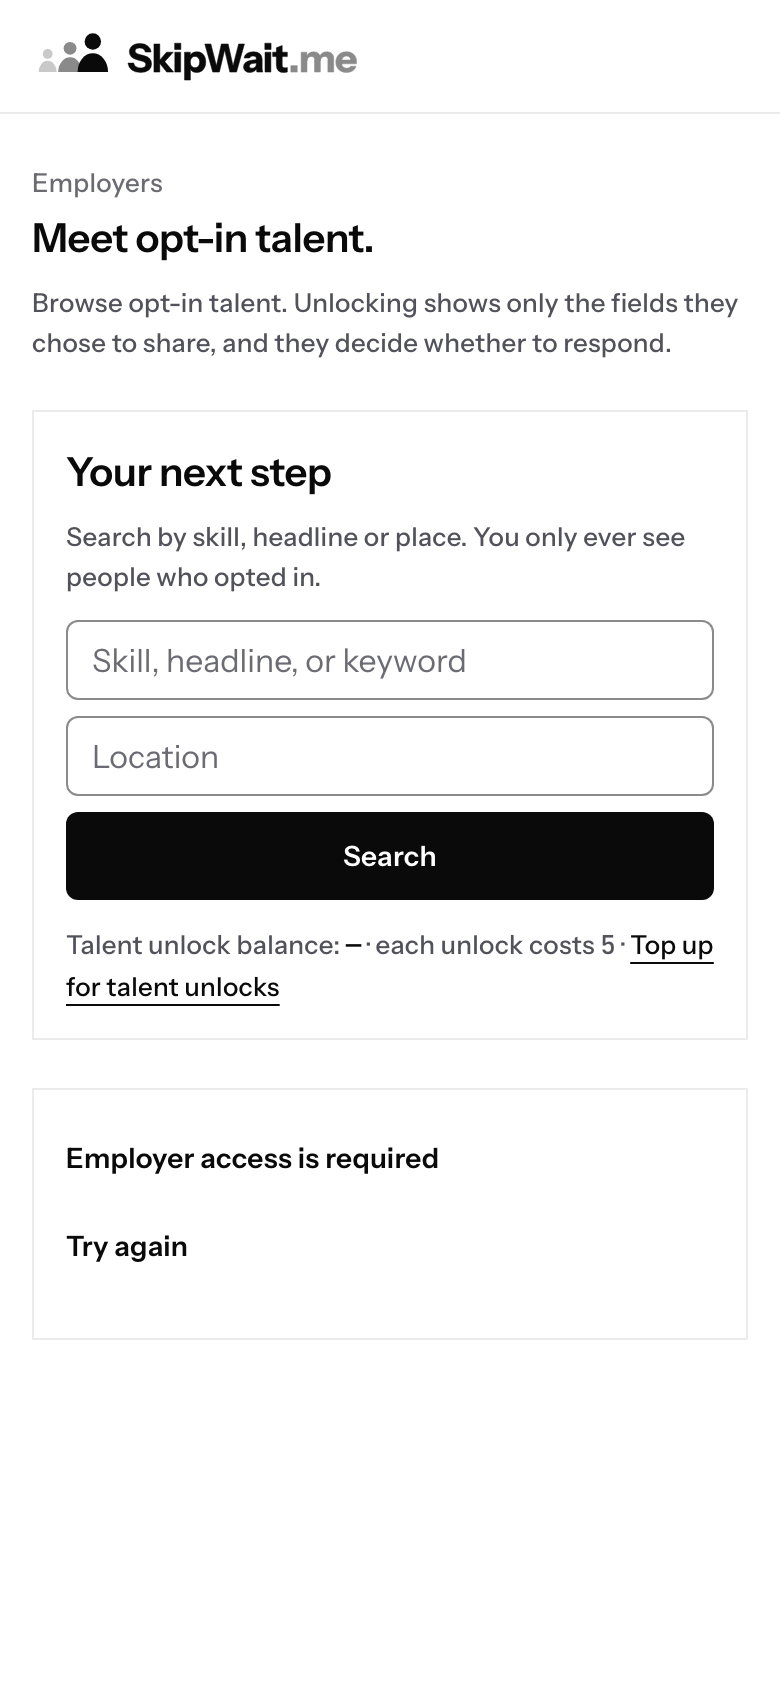 SkipWait.me
Employers
Meet opt-in talent.
Browse opt-in talent. Unlocking shows only the fields they
chose to share, and they decide whether to respond.
Your next step
Search by skill, headline or place. You only ever see
people who opted in.
Skill, headline, or keyword
Location
Search
Talent unlock balance: – · each unlock costs 5 · Top up
for talent unlocks
Employer access is required
Try again